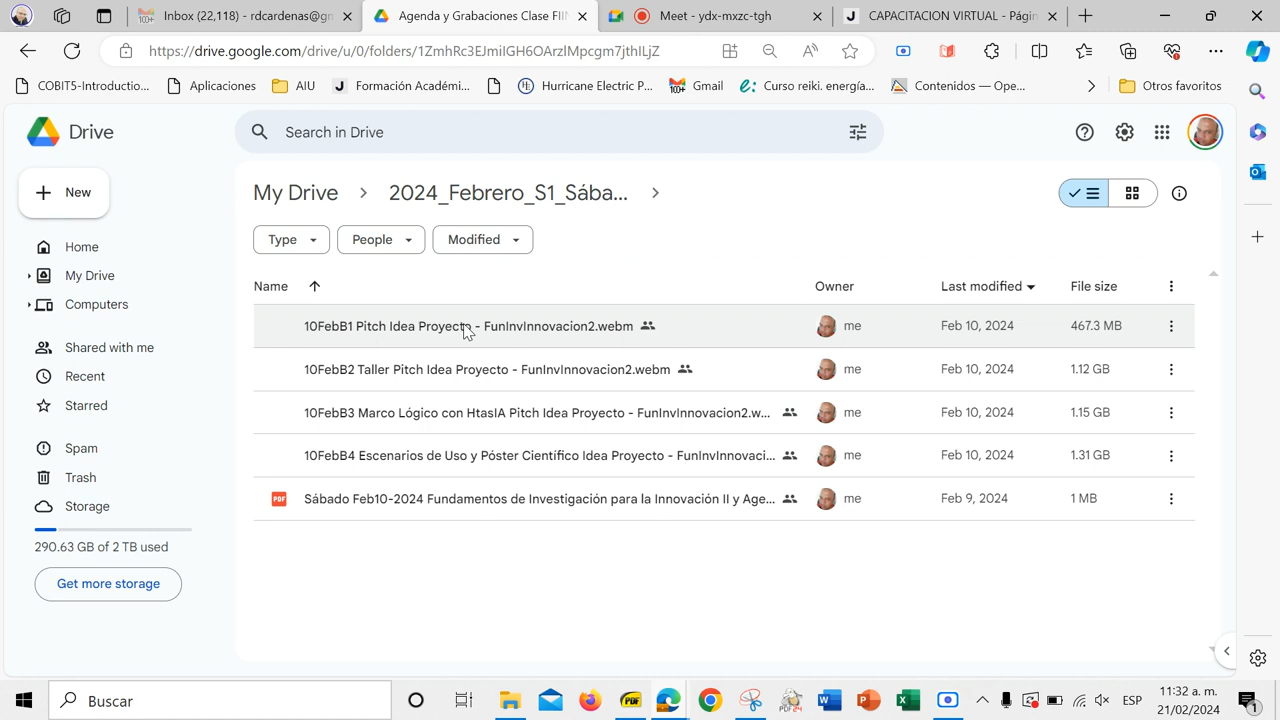 Inbox (22,118) - rdcardenas@gn
Agenda y Grabaciones Clase FIIN
Meet - ydx-mxzc-tgh
J CAPACITACION VIRTUAL - Págin
https://drive.google.com/drive/u/0/folders/1ZmhRc3EJmiIGH6OArzIMpcgm7jthILjZ
COBIT5-Introductio...
Aplicaciones
AIU
J Formación Académi...
Hurricane Electric P...
100+ Gmail
Curso reiki. energía...
Contenidos — Ope...
Otros favoritos
Drive
Search in Drive
New
My Drive > 2024_Febrero_S1_Sába... >
Type
People
Modified
Home
My Drive
Computers
Shared with me
Recent
Starred
Spam
Trash
Storage
290.63 GB of 2 TB used
Get more storage
Name Owner Last modified File size
10FebB1 Pitch Idea Proyecto - FunInvInnovacion2.webm me Feb 10, 2024 467.3 MB
10FebB2 Taller Pitch Idea Proyecto - FunInvInnovacion2.webm me Feb 10, 2024 1.12 GB
10FebB3 Marco Lógico con HtasIA Pitch Idea Proyecto - FunInvInnovacion2.w... me Feb 10, 2024 1.15 GB
10FebB4 Escenarios de Uso y Póster Científico Idea Proyecto - FunInvInnovaci... me Feb 10, 2024 1.31 GB
PDF Sábado Feb10-2024 Fundamentos de Investigación para la Innovación II y Age... me Feb 9, 2024 1 MB
Buscar
ESP
11:32 a. m.
21/02/2024